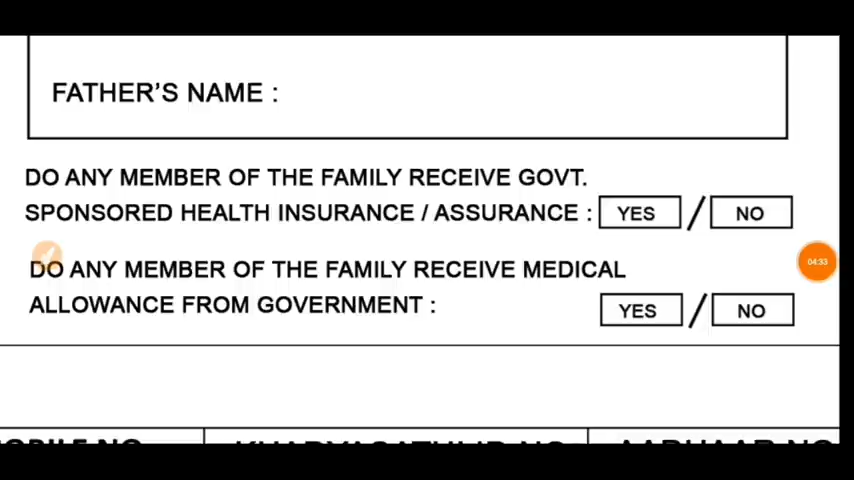 FATHER'S NAME :
DO ANY MEMBER OF THE FAMILY RECEIVE GOVT.
SPONSORED HEALTH INSURANCE / ASSURANCE : YES / NO
04:33
DO ANY MEMBER OF THE FAMILY RECEIVE MEDICAL
ALLOWANCE FROM GOVERNMENT : YES / NO
MOBILE NO KHADYASATHI ID NO AADHAAR NO